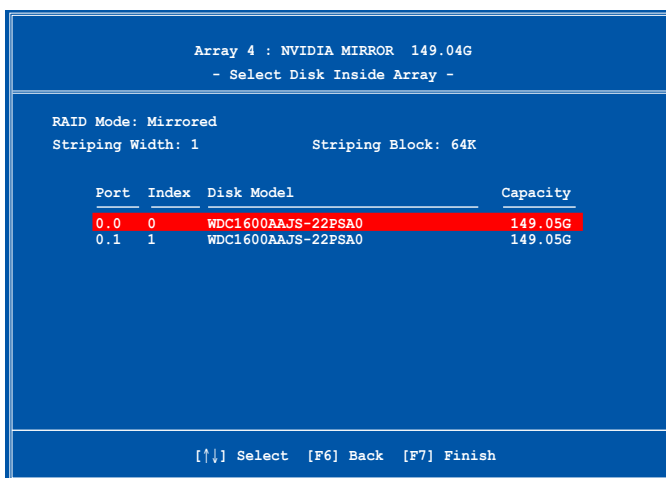 Array 4 : NVIDIA MIRROR 149.04G
- Select Disk Inside Array -
RAID Mode: Mirrored
Striping Width: 1 Striping Block: 64K
Port Index Disk Model Capacity
0.0 0 WDC1600AAJS-22PSA0 149.05G
0.1 1 WDC1600AAJS-22PSA0 149.05G
[↑↓] Select [F6] Back [F7] Finish